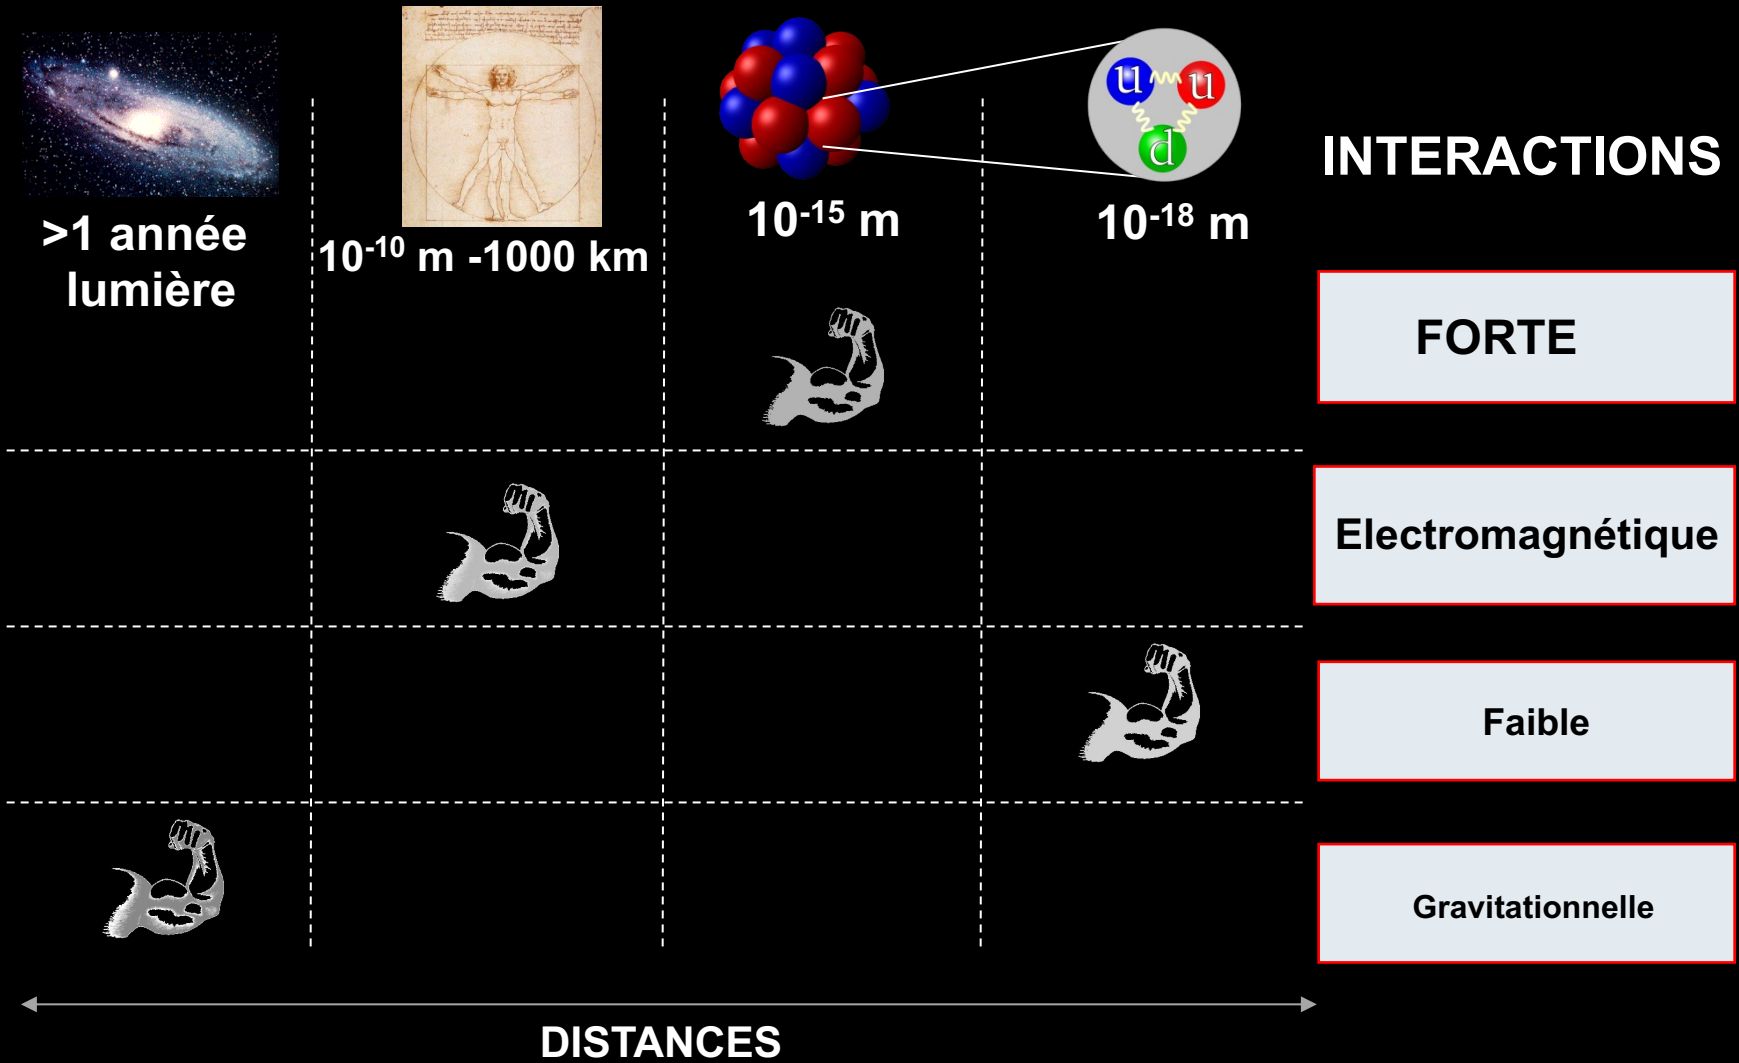 >1 année
lumière
10⁻¹⁰ m -1000 km
10⁻¹⁵ m
u u
d
10⁻¹⁸ m
INTERACTIONS
FORTE
Electromagnétique
Faible
Gravitationnelle
DISTANCES